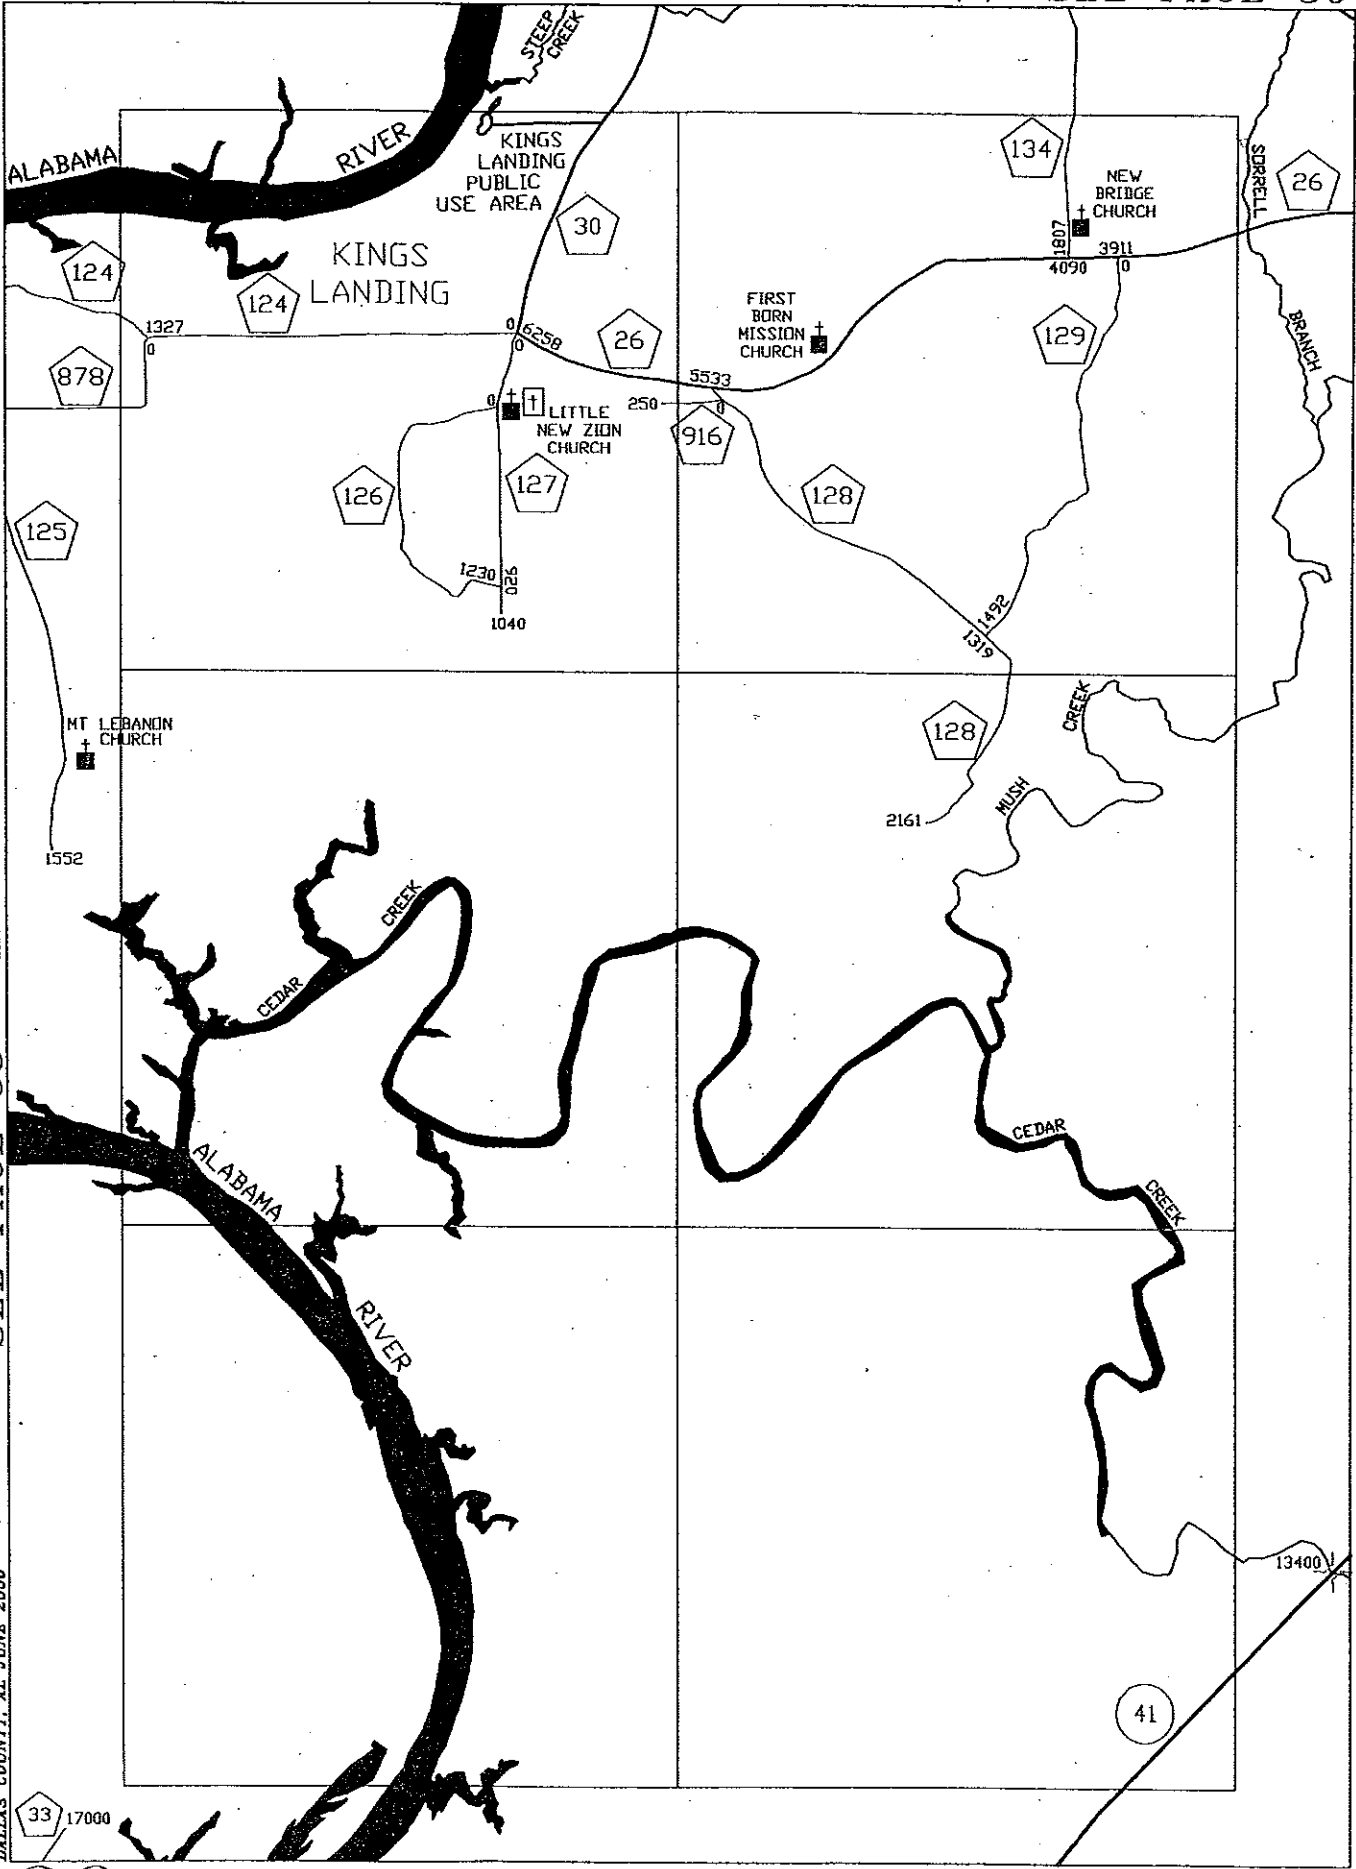 STEEP
CREEK
ALABAMA
RIVER
KINGS
LANDING
PUBLIC
USE AREA
134
NEW
BRIDGE
CHURCH
SORRELL
26
30
KINGS
LANDING
124
124
1807
3911
4090
0
FIRST
BORN
MISSION
CHURCH
129
BRANCH
1327
0
0
6258
0
26
878
5533
0
LITTLE
NEW ZION
CHURCH
250
0
916
126
127
128
125
1230
920
1040
1492
1319
MT LEBANON
CHURCH
1552
128
CREEK
MUSH
2161
CREEK
CEDAR
CEDAR
CREEK
ALABAMA
RIVER
13400
41
33
17000